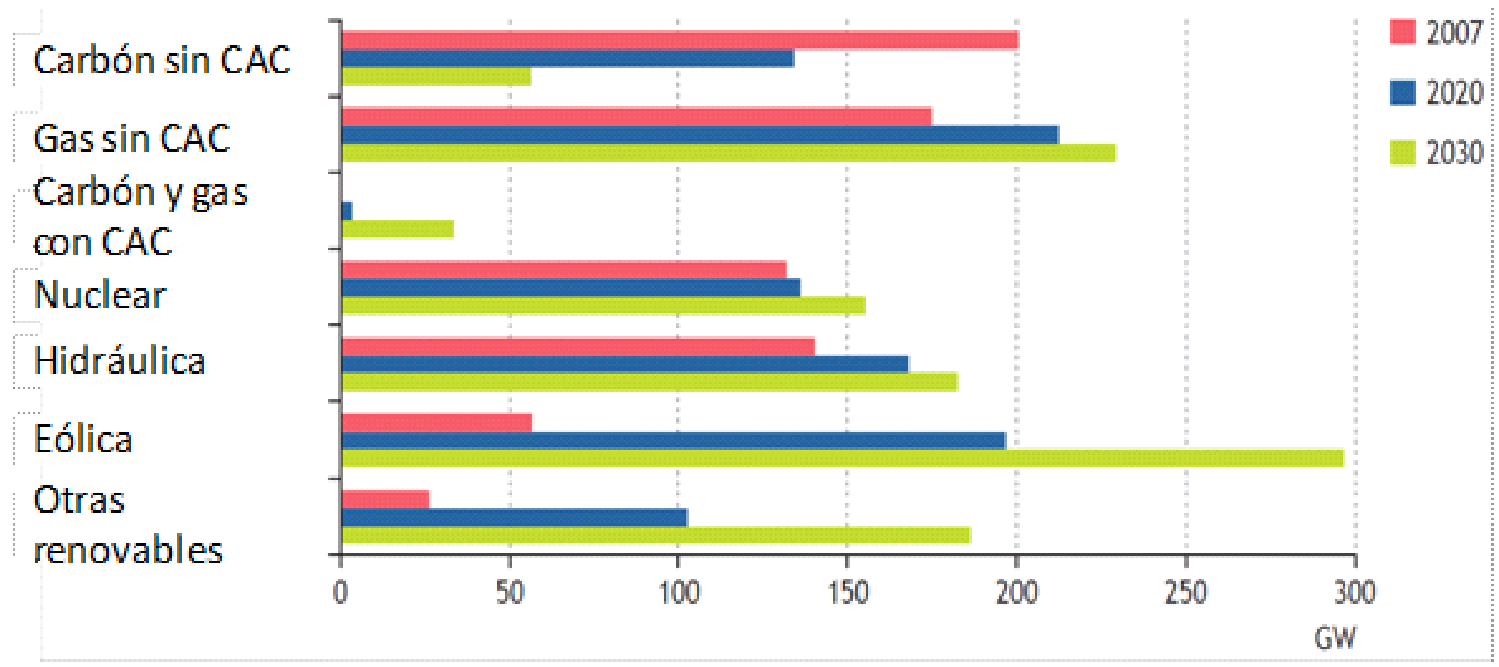 Carbón sin CAC
Gas sin CAC
Carbón y gas
con CAC
Nuclear
Hidráulica
Eólica
Otras
renovables
0 50 100 150 200 250 300
GW
2007
2020
2030